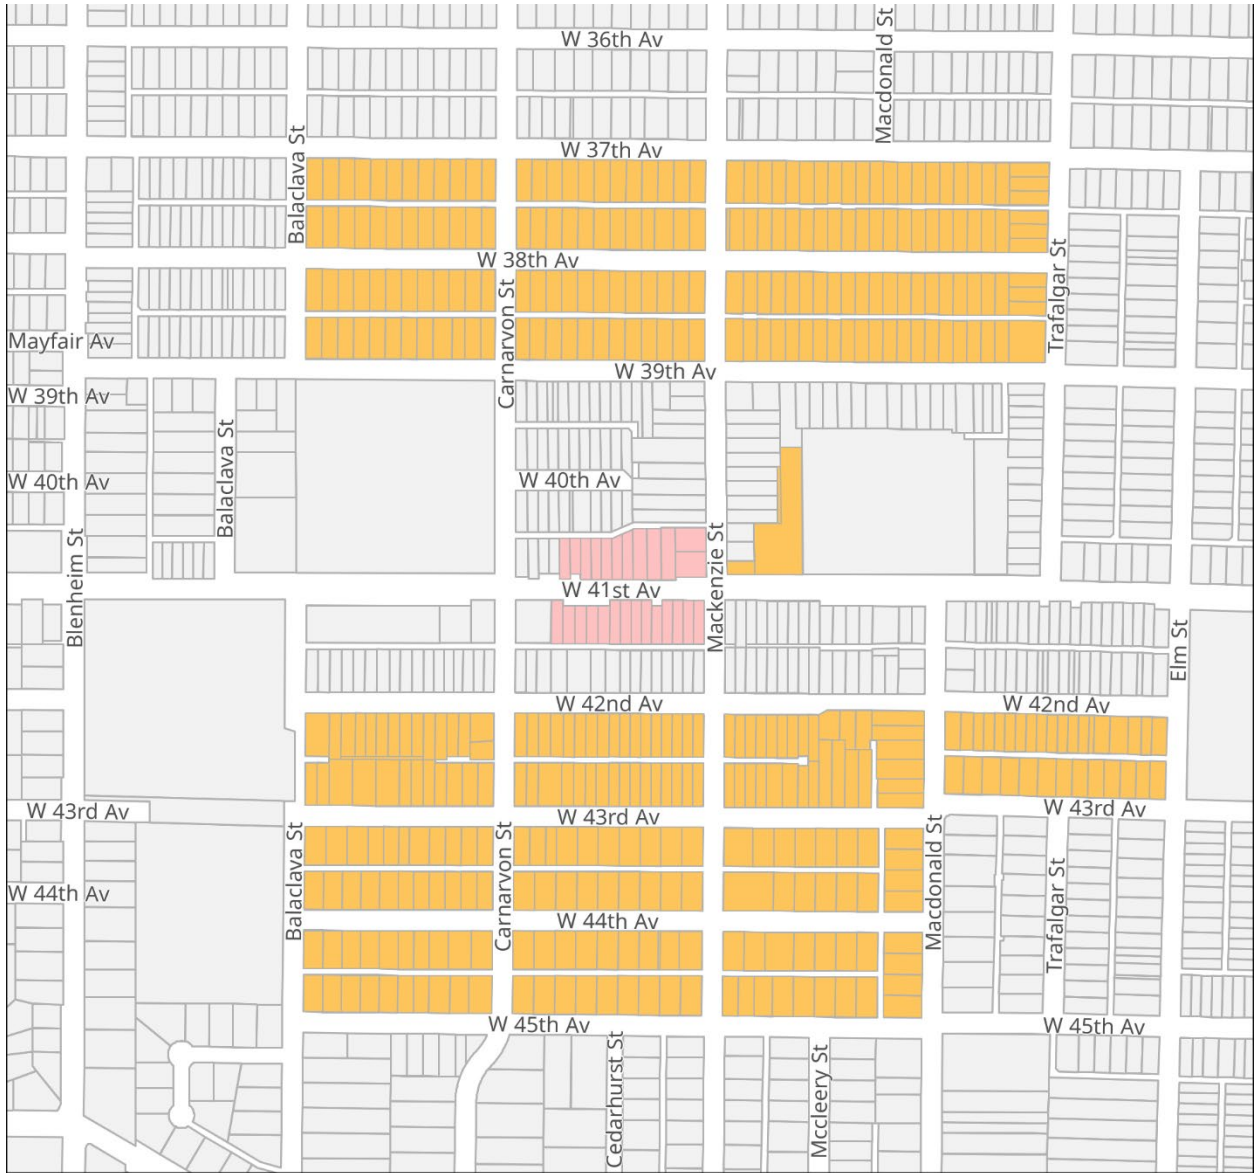 W 36th Av
Macdonald St
W 37th Av
Balaclava St
W 38th Av
Trafalgar St
Carnarvon St
Mayfair Av
W 39th Av
W 39th Av
Balaclava St
W 40th Av
W 40th Av
Blenheim St
Mackenzie St
W 41st Av
Elm St
W 42nd Av
W 42nd Av
W 43rd Av
W 43rd Av
W 43rd Av
Balaclava St
Carnarvon St
Macdonald St
Trafalgar St
W 44th Av
W 44th Av
W 45th Av
W 45th Av
Cedarhurst St
Mccleery St